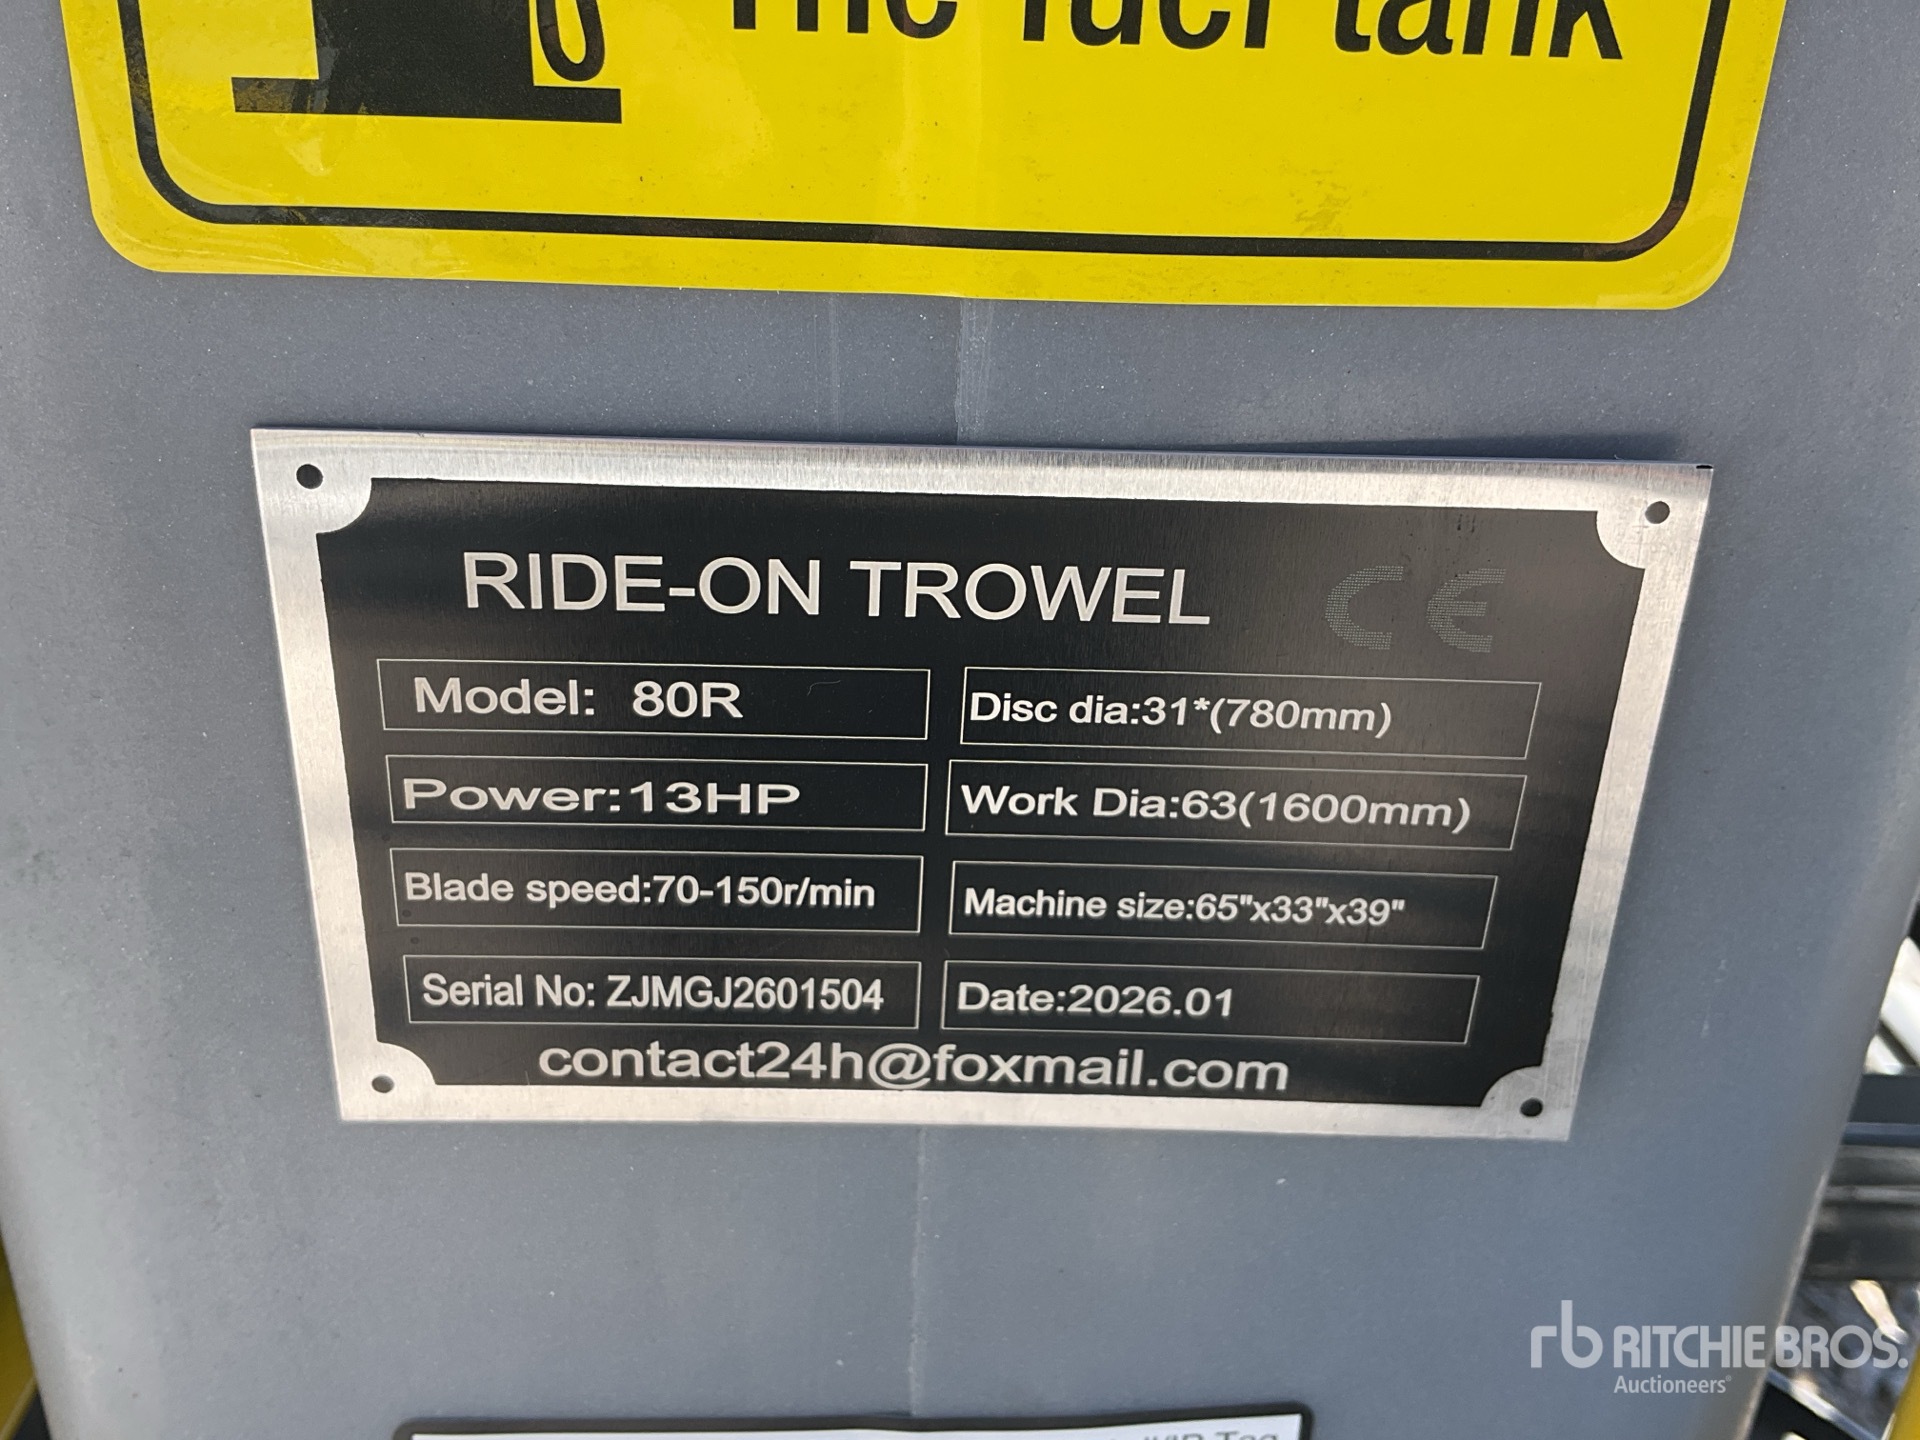 The fuel tank
RIDE-ON TROWEL CE
Model: 80R
Disc dia:31*(780mm)
Power:13HP
Work Dia:63(1600mm)
Blade speed:70-150r/min
Machine size:65"x33"x39"
Serial No: ZJMGJ2601504
Date:2026.01
contact24h@foxmail.com
rb RITCHIE BROS.
Auctioneers
Tag